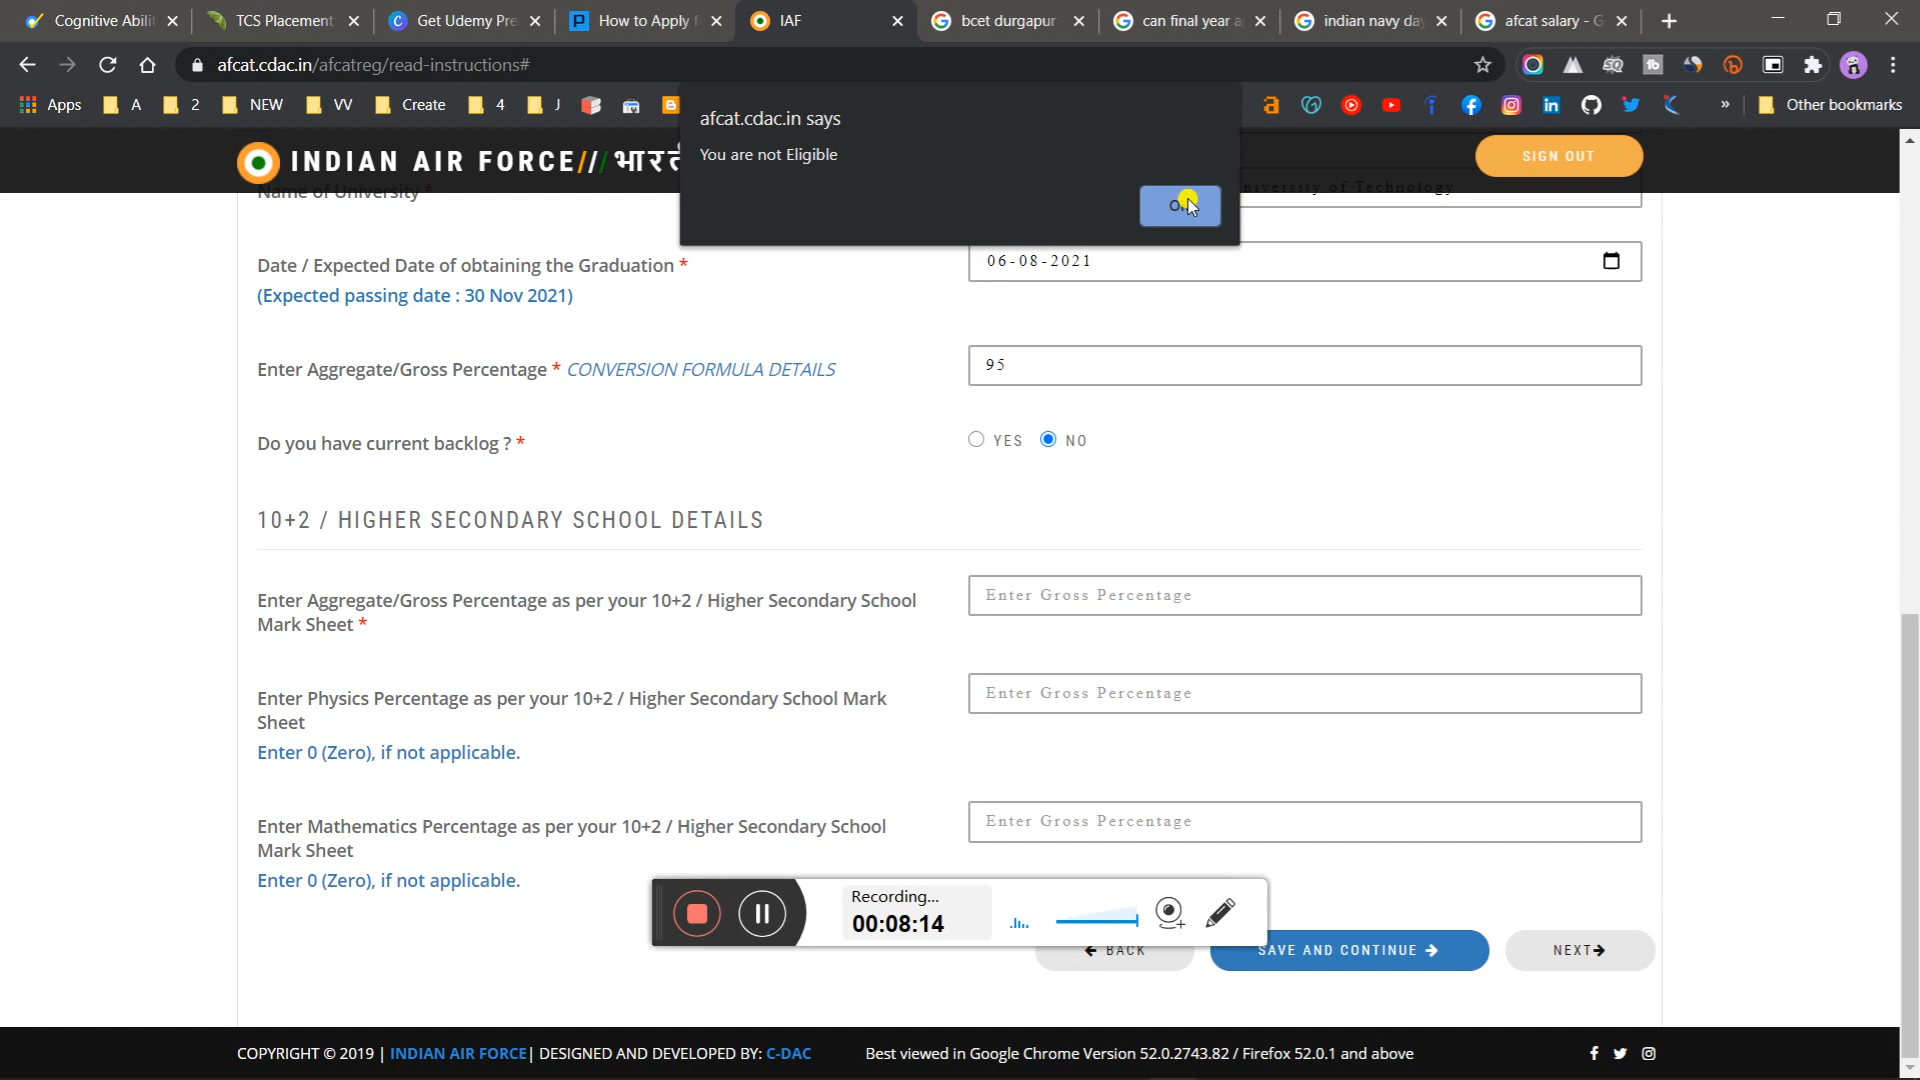 Cognitive Abili
TCS Placement
Get Udemy Pre
How to Apply f
IAF
bcet durgapur
can final year a
indian navy day
afcat salary - G
afcat.cdac.in/afcatreg/read-instructions#
Apps
A
2
NEW
VV
Create
4
J
Other bookmarks
afcat.cdac.in says
You are not Eligible
INDIAN AIR FORCE//
SIGN OUT
Name of University *
niversity of Technology
Date / Expected Date of obtaining the Graduation *
(Expected passing date : 30 Nov 2021)
06-08-2021
Enter Aggregate/Gross Percentage * CONVERSION FORMULA DETAILS
95
Do you have current backlog ? *
YES
NO
10+2 / HIGHER SECONDARY SCHOOL DETAILS
Enter Aggregate/Gross Percentage as per your 10+2 / Higher Secondary School
Mark Sheet *
Enter Gross Percentage
Enter Physics Percentage as per your 10+2 / Higher Secondary School Mark
Sheet
Enter 0 (Zero), if not applicable.
Enter Gross Percentage
Enter Mathematics Percentage as per your 10+2 / Higher Secondary School
Mark Sheet
Enter 0 (Zero), if not applicable.
Enter Gross Percentage
Recording...
00:08:14
BACK
SAVE AND CONTINUE
NEXT
COPYRIGHT © 2019 | INDIAN AIR FORCE| DESIGNED AND DEVELOPED BY: C-DAC
Best viewed in Google Chrome Version 52.0.2743.82 / Firefox 52.0.1 and above